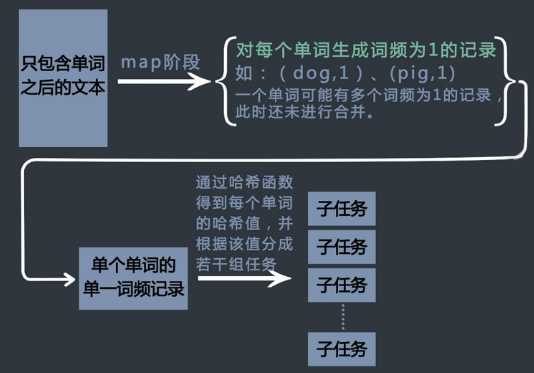 只包含单词
之后的文本
map阶段
对每个单词生成词频为1的记录
如：（dog,1）、(pig,1)
一个单词可能有多个词频为1的记录，
此时还未进行合并。
单个单词的
单一词频记录
通过哈希函数
得到每个单词
的哈希值，并
根据该值分成
若干组任务
子任务
子任务
子任务
子任务